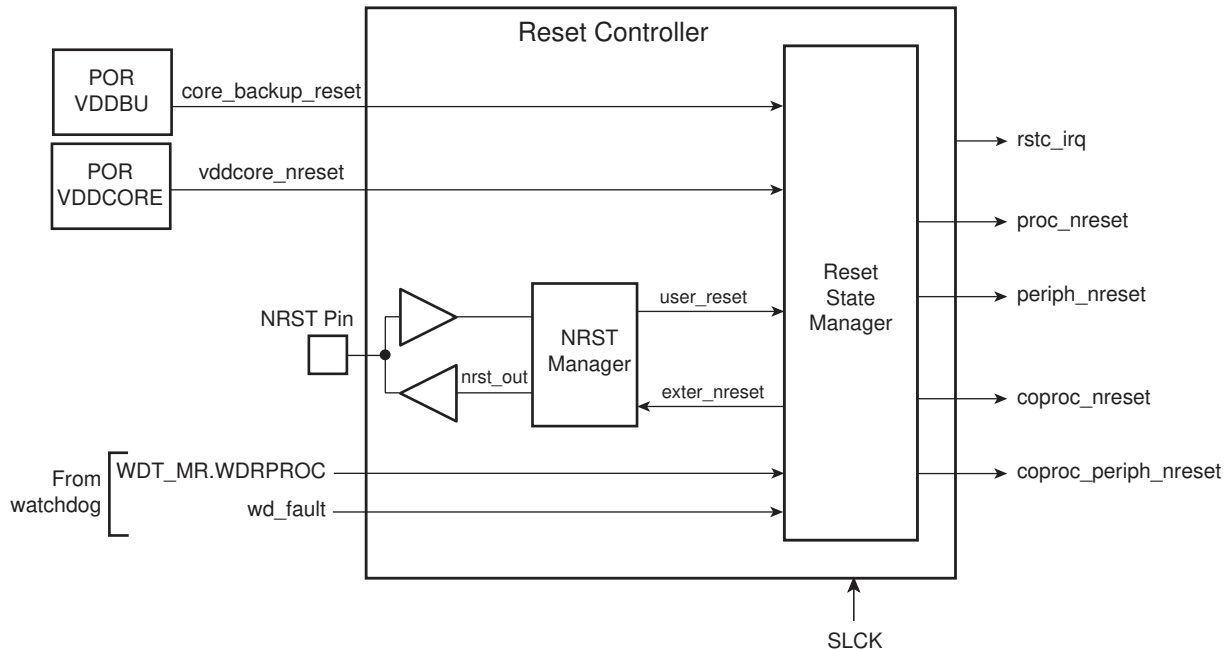 Reset Controller
POR
VDDBU
core_backup_reset
rstc_irq
POR
VDDCORE
vddcore_nreset
proc_nreset
Reset
State
Manager
user_reset
periph_nreset
NRST Pin
NRST
Manager
nrst_out
exter_nreset
coproc_nreset
From
watchdog
WDT_MR.WDRPROC
coproc_periph_nreset
wd_fault
SLCK